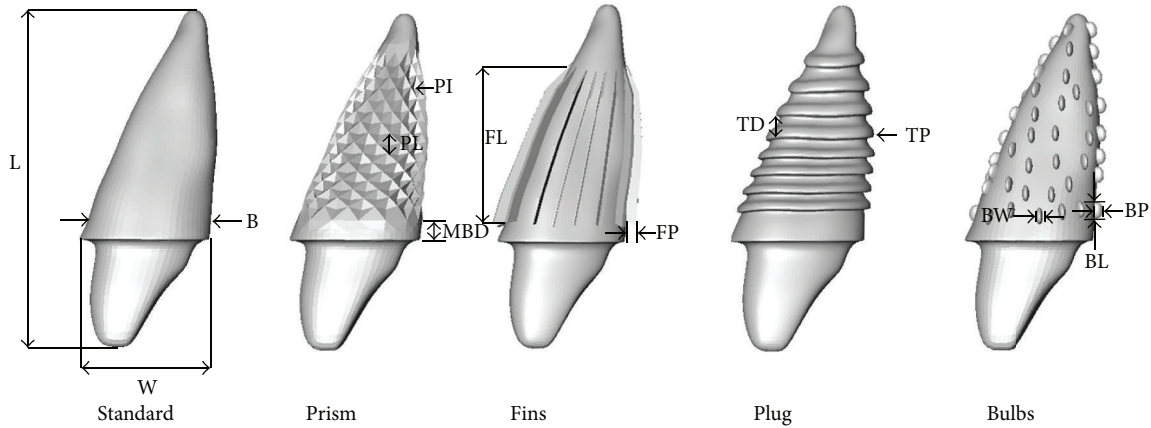 L
B
W
Standard
PI
PL
MBD
Prism
FL
FP
Fins
TD
TP
Plug
BW
BP
BL
Bulbs